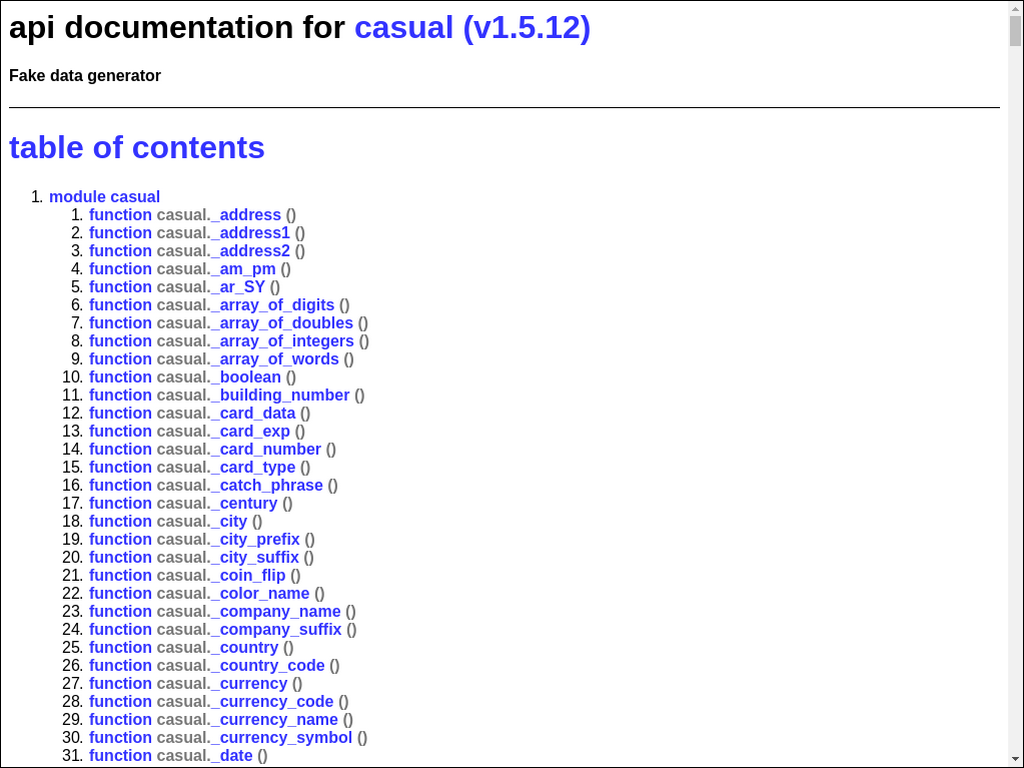 api documentation for casual (v1.5.12)
Fake data generator
table of contents
1. module casual
1. function casual._address ()
2. function casual._address1 ()
3. function casual._address2 ()
4. function casual._am_pm ()
5. function casual._ar_SY ()
6. function casual._array_of_digits ()
7. function casual._array_of_doubles ()
8. function casual._array_of_integers ()
9. function casual._array_of_words ()
10. function casual._boolean ()
11. function casual._building_number ()
12. function casual._card_data ()
13. function casual._card_exp ()
14. function casual._card_number ()
15. function casual._card_type ()
16. function casual._catch_phrase ()
17. function casual._century ()
18. function casual._city ()
19. function casual._city_prefix ()
20. function casual._city_suffix ()
21. function casual._coin_flip ()
22. function casual._color_name ()
23. function casual._company_name ()
24. function casual._company_suffix ()
25. function casual._country ()
26. function casual._country_code ()
27. function casual._currency ()
28. function casual._currency_code ()
29. function casual._currency_name ()
30. function casual._currency_symbol ()
31. function casual._date ()